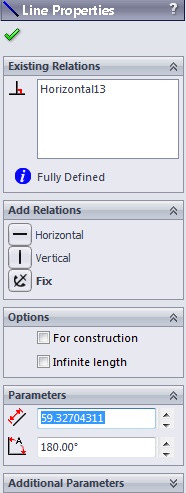 Line Properties ?
Existing Relations
Horizontal13
Fully Defined
Add Relations
Horizontal
Vertical
Fix
Options
For construction
Infinite length
Parameters
59.32704311
A
180.00°
Additional Parameters